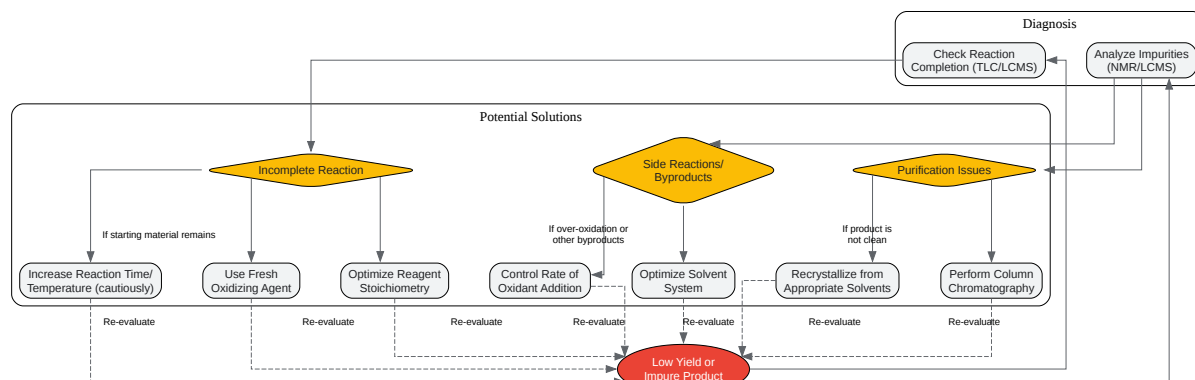 Diagnosis
Check Reaction
Completion (TLC/LCMS)
Analyze Impurities
(NMR/LCMS)
Potential Solutions
Incomplete Reaction
Side Reactions/
Byproducts
Purification Issues
If starting material remains
If over-oxidation or
other byproducts
If product is
not clean
Increase Reaction Time/
Temperature (cautiously)
Use Fresh
Oxidizing Agent
Optimize Reagent
Stoichiometry
Control Rate of
Oxidant Addition
Optimize Solvent
System
Recrystallize from
Appropriate Solvents
Perform Column
Chromatography
Re-evaluate
Re-evaluate
Re-evaluate
Re-evaluate
Re-evaluate
Re-evaluate
Re-evaluate
Low Yield or
Impure Product